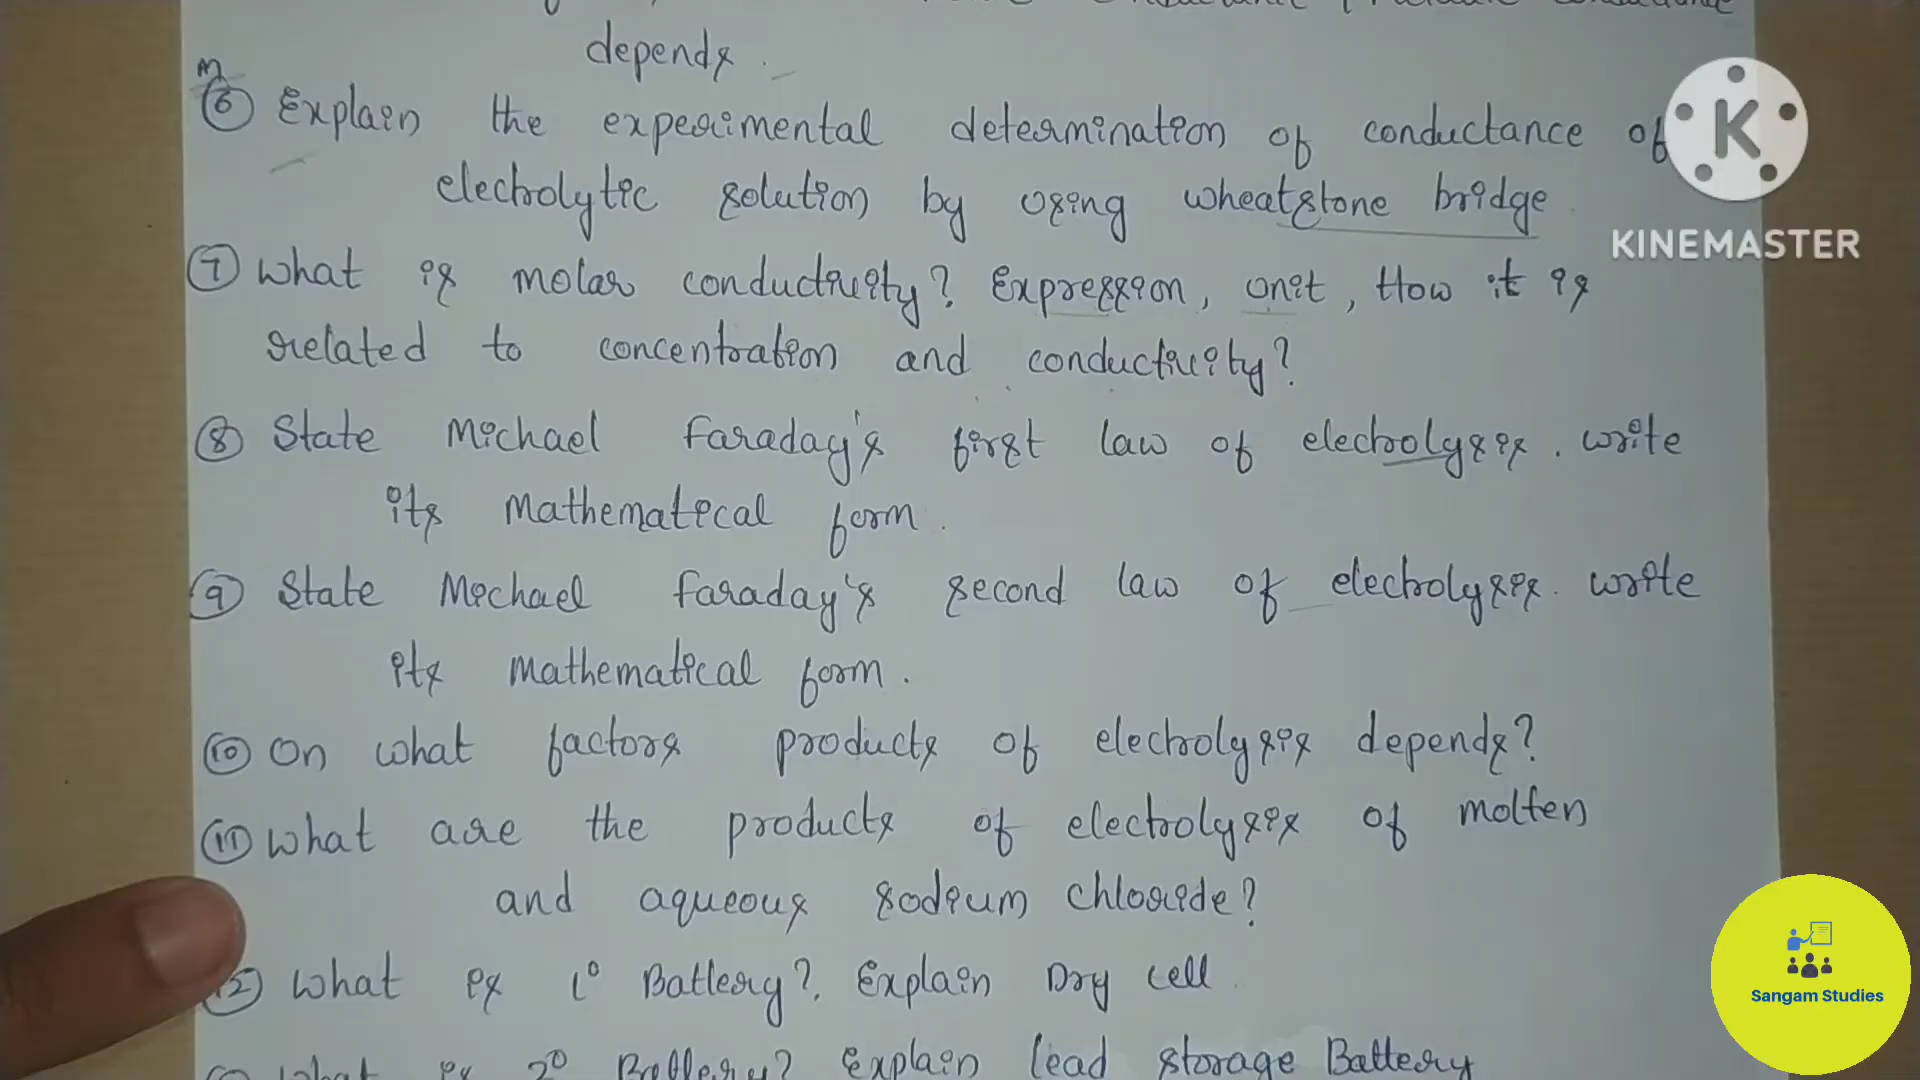 depends.
M
⑥ Explain the experimental determination of conductance of
electrolytic solution by using wheatstone bridge.
⑦ What is molar conductivity? Expression, unit, How it is
related to concentration and conductivity?
⑧ State Michael faraday's first law of electrolysis. write
its Mathematical form.
⑨ State Michael faraday's second law of electrolysis. write
its Mathematical form.
⑩ On what factors products of electrolysis depends?
⑪ What are the products of electrolysis of molten
and aqueous sodium chloride?
⑫ What is 1° Battery?. Explain Dry cell
What is 2° Battery? Explain lead storage Battery
KINEMASTER
Sangam Studies